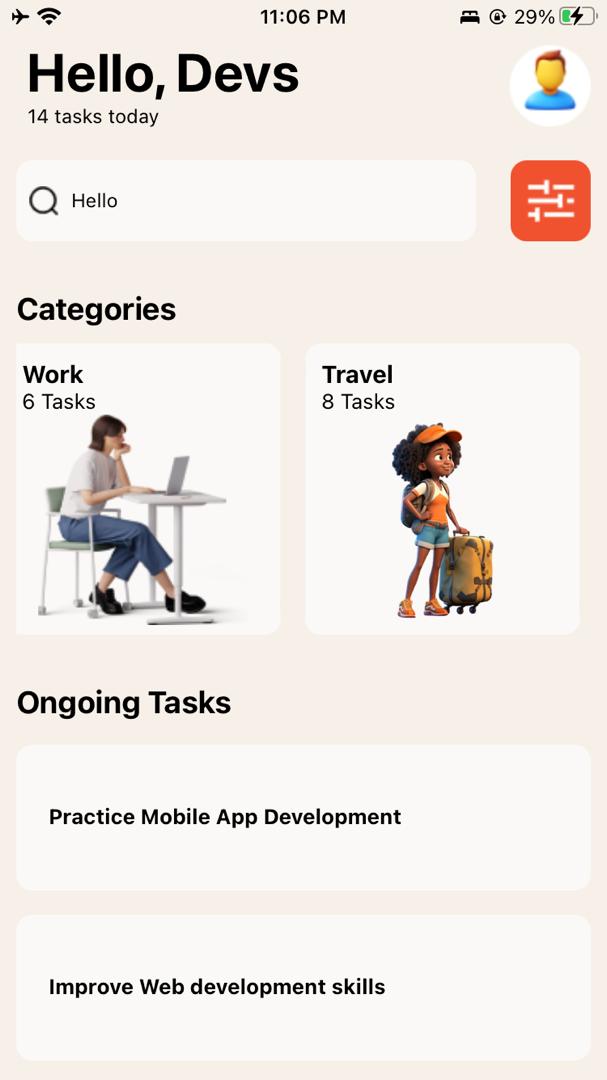 11:06 PM 29%
Hello, Devs
14 tasks today
Hello
Categories
Work
6 Tasks
Travel
8 Tasks
Ongoing Tasks
Practice Mobile App Development
Improve Web development skills